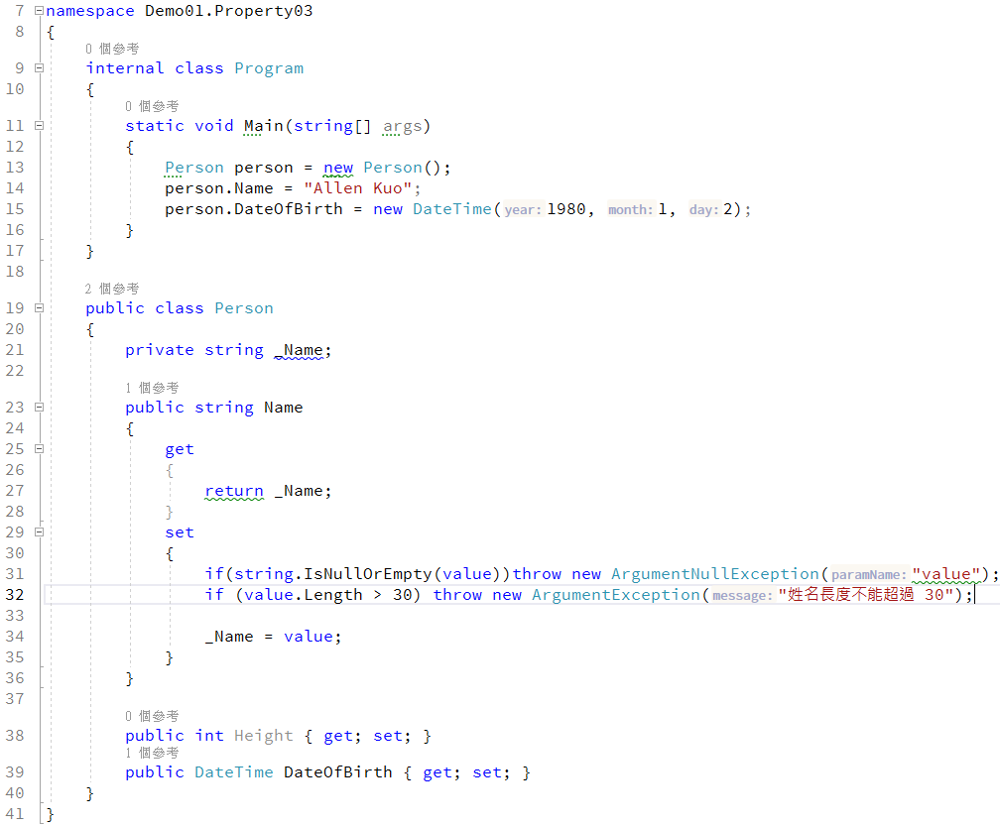 7 namespace Demo01.Property03
8 {
0 個參考
9 internal class Program
10 {
0 個參考
11 static void Main(string[] args)
12 {
13 Person person = new Person();
14 person.Name = "Allen Kuo";
15 person.DateOfBirth = new DateTime(year:1980, month:1, day:2);
16 }
17 }
18
2 個參考
19 public class Person
20 {
21 private string _Name;
22
1 個參考
23 public string Name
24 {
25 get
26 {
27 return _Name;
28 }
29 set
30 {
31 if(string.IsNullOrEmpty(value))throw new ArgumentNullException(paramName:"value");
32 if (value.Length > 30) throw new ArgumentException(message:"姓名長度不能超過 30");
33
34 _Name = value;
35 }
36 }
37
0 個參考
38 public int Height { get; set; }
1 個參考
39 public DateTime DateOfBirth { get; set; }
40 }
41 }